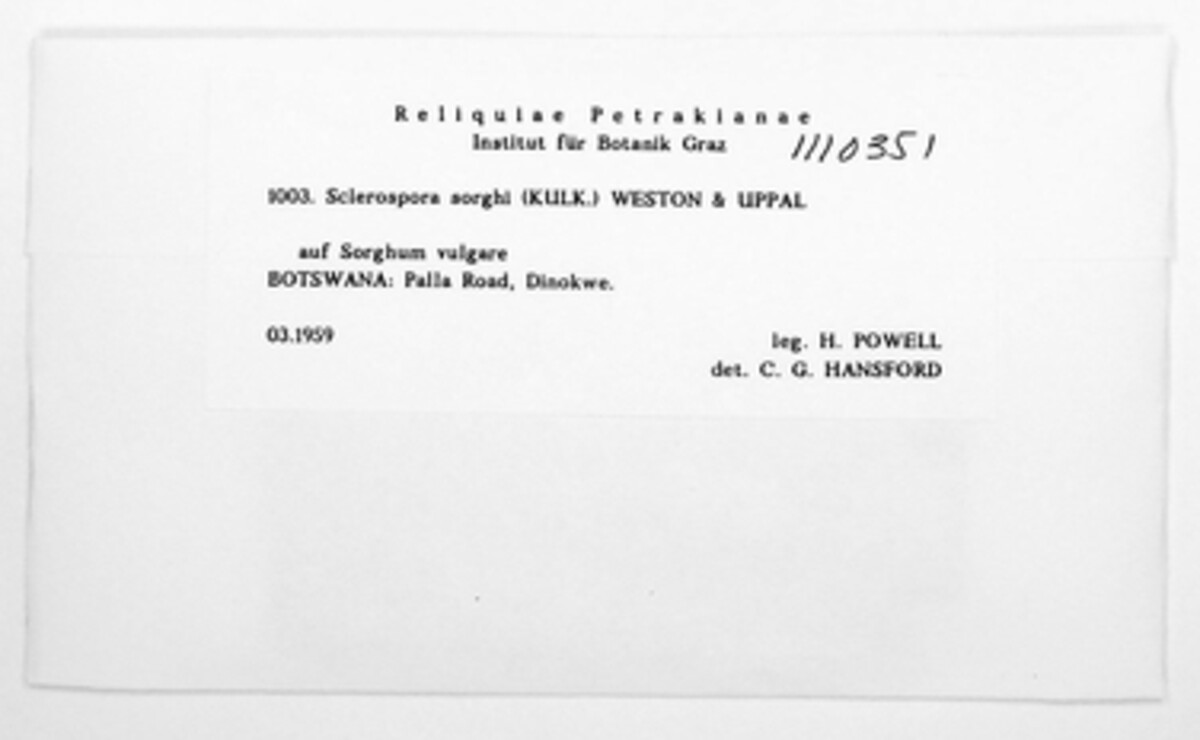 Reliquiae Petrakianae
Institut für Botanik Graz 1110351
1003. Sclerospora sorghi (KULK.) WESTON & UPPAL
auf Sorghum vulgare
BOTSWANA: Palla Road, Dinokwe.
03.1959 leg. H. POWELL
det. C. G. HANSFORD